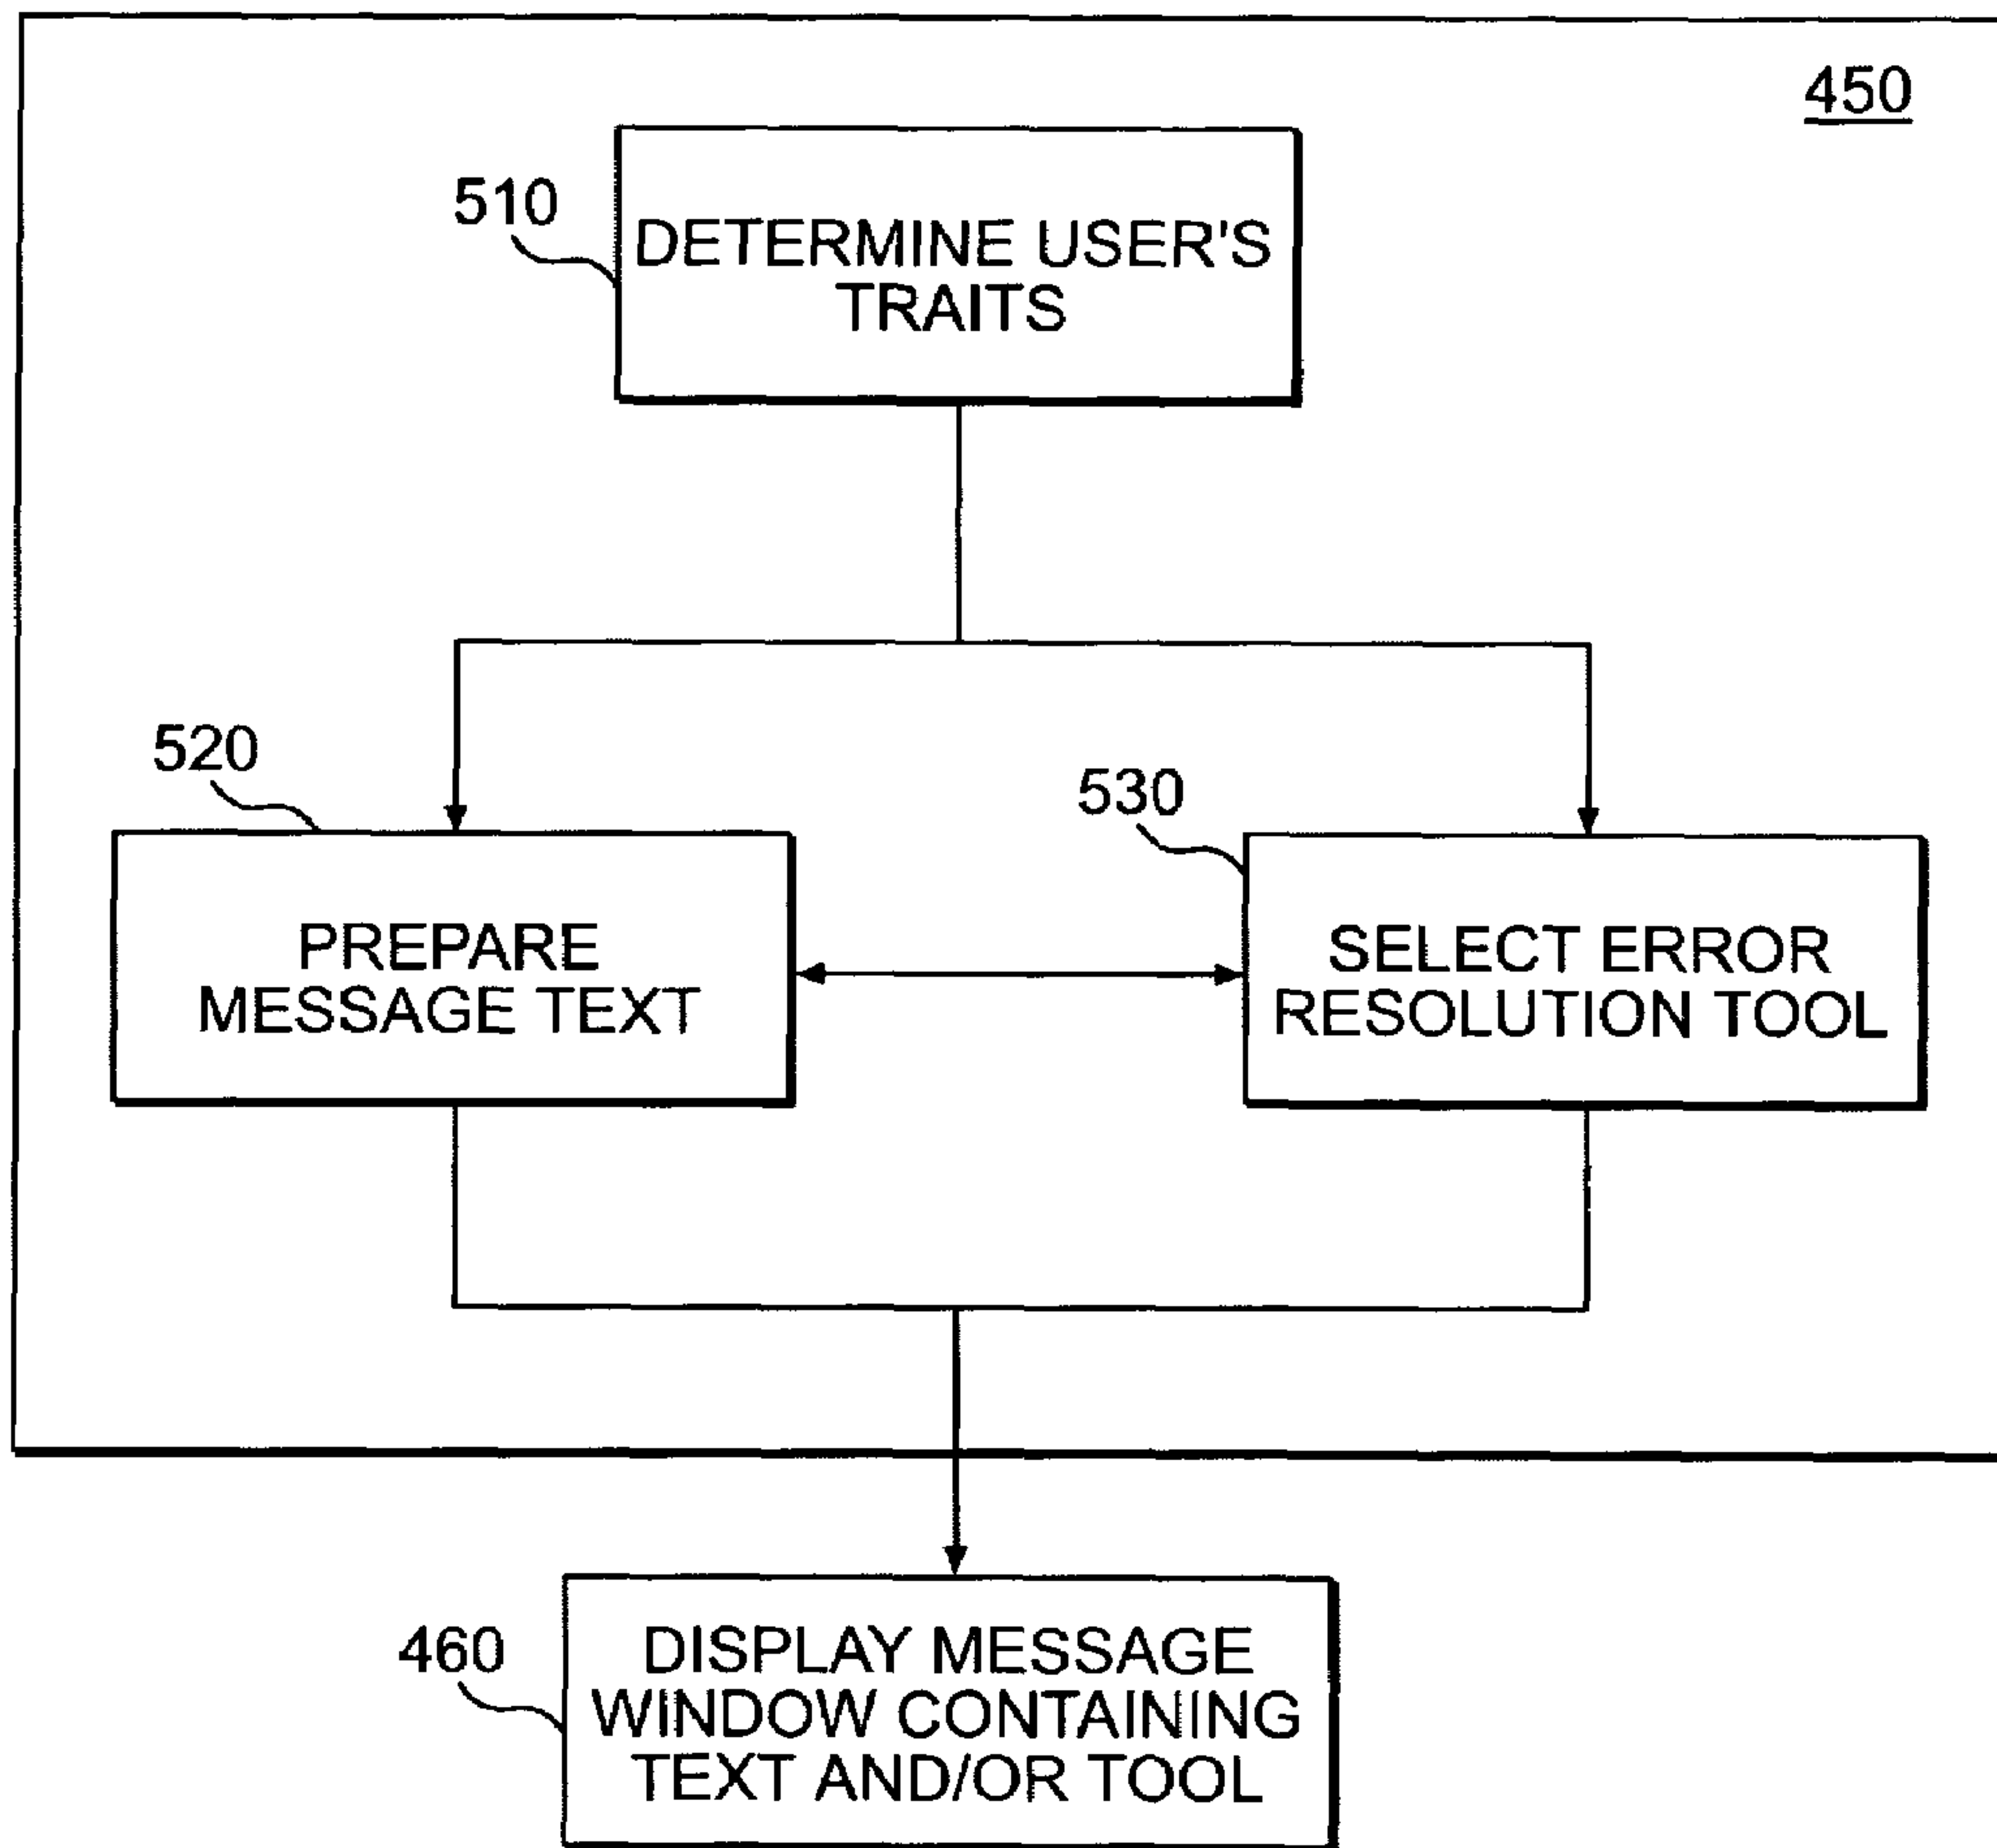 450
510
DETERMINE USER'S
TRAITS
520
530
PREPARE
MESSAGE TEXT
SELECT ERROR
RESOLUTION TOOL
460
DISPLAY MESSAGE
WINDOW CONTAINING
TEXT AND/OR TOOL